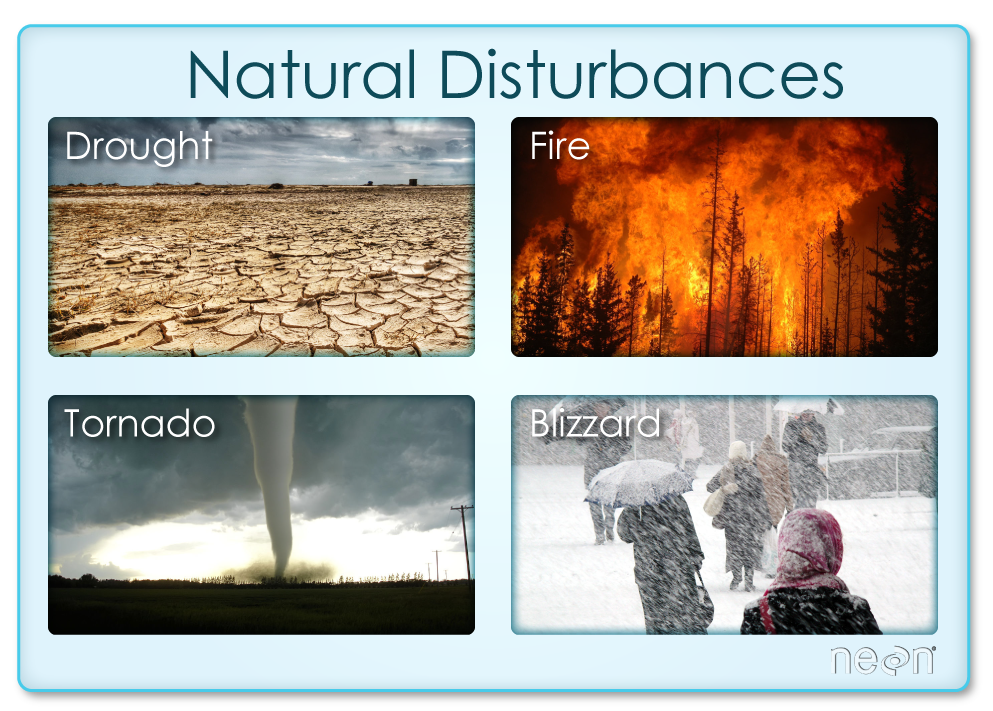 Natural Disturbances
Drought
Fire
Tornado
Blizzard
neon